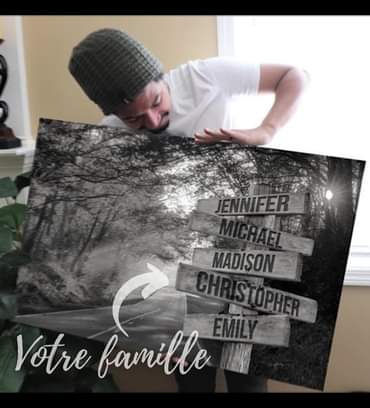 JENNIFER
MICHAEL
MADISON
CHRISTOPHER
EMILY
Votre famille